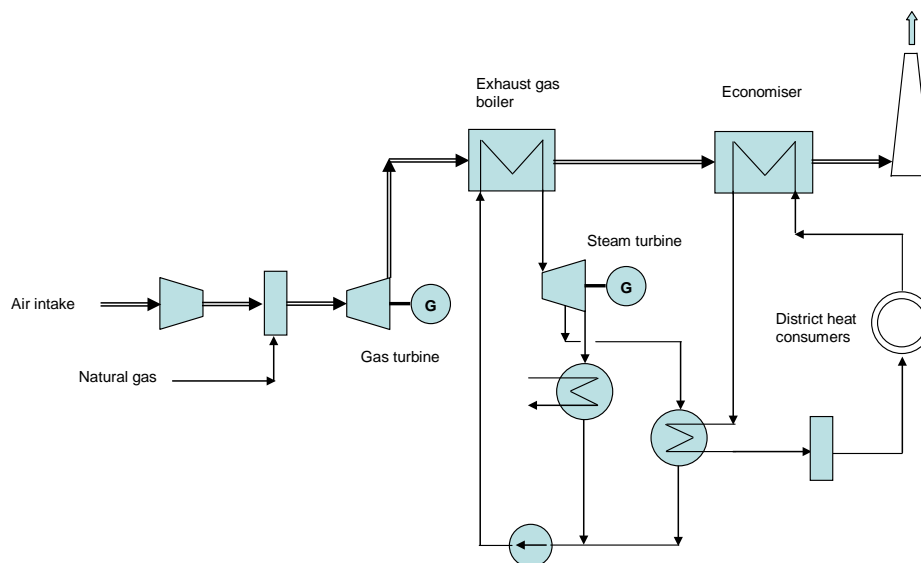 Exhaust gas
boiler
Economiser
Steam turbine
G
Air intake
G
Gas turbine
District heat
consumers
Natural gas